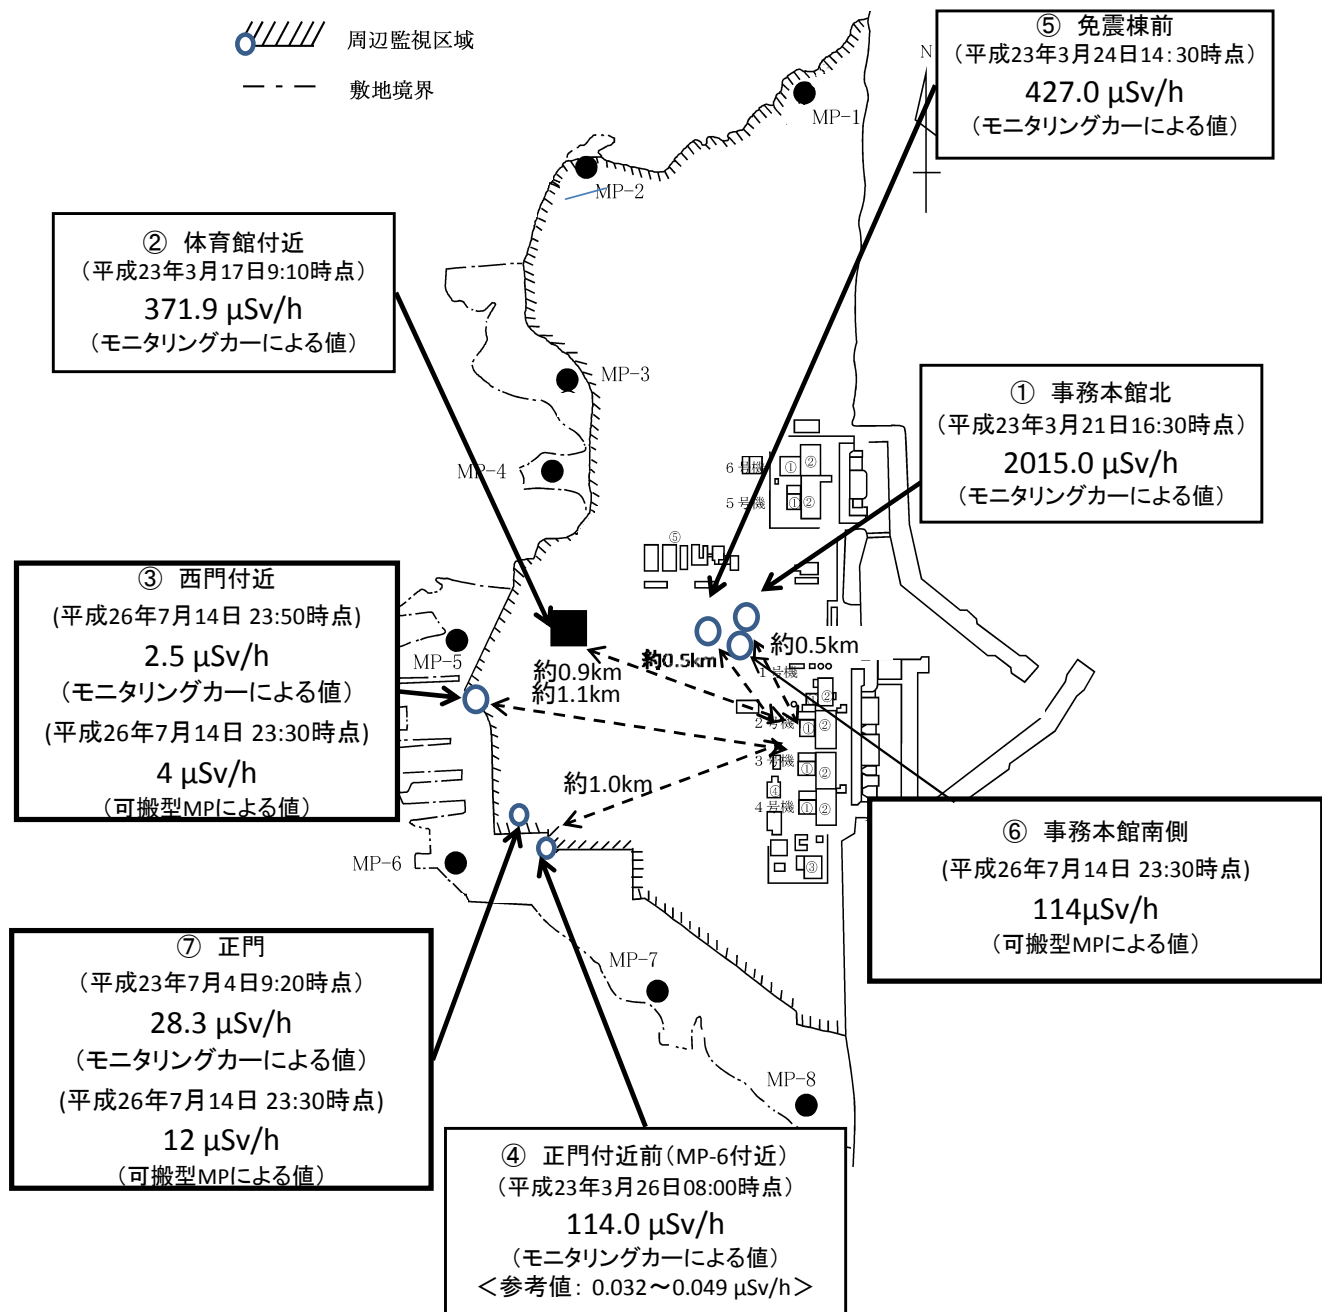 周辺監視区域
敷地境界
⑤ 免震棟前
（平成23年3月24日14:30時点）
427.0 μSv/h
（モニタリングカーによる値）
N
MP-1
MP-2
② 体育館付近
（平成23年3月17日9:10時点）
371.9 μSv/h
（モニタリングカーによる値）
MP-3
① 事務本館北
（平成23年3月21日16:30時点）
2015.0 μSv/h
（モニタリングカーによる値）
MP-4
6号機
① ②
5号機
① ②
⑤
③ 西門付近
(平成26年7月14日 23:50時点)
2.5 μSv/h
（モニタリングカーによる値）
(平成26年7月14日 23:30時点)
4 μSv/h
（可搬型MPによる値）
MP-5
約0.9km
約1.1km
約0.5km
約0.5km
1号機
②
2号機
① ②
3号機
① ②
④
4号機
① ②
③
約1.0km
MP-6
⑥ 事務本館南側
(平成26年7月14日 23:30時点)
114μSv/h
（可搬型MPによる値）
⑦ 正門
（平成23年7月4日9:20時点）
28.3 μSv/h
（モニタリングカーによる値）
(平成26年7月14日 23:30時点)
12 μSv/h
（可搬型MPによる値）
MP-7
MP-8
④ 正門付近前（MP-6付近）
（平成23年3月26日08:00時点）
114.0 μSv/h
（モニタリングカーによる値）
＜参考値：0.032～0.049 μSv/h＞